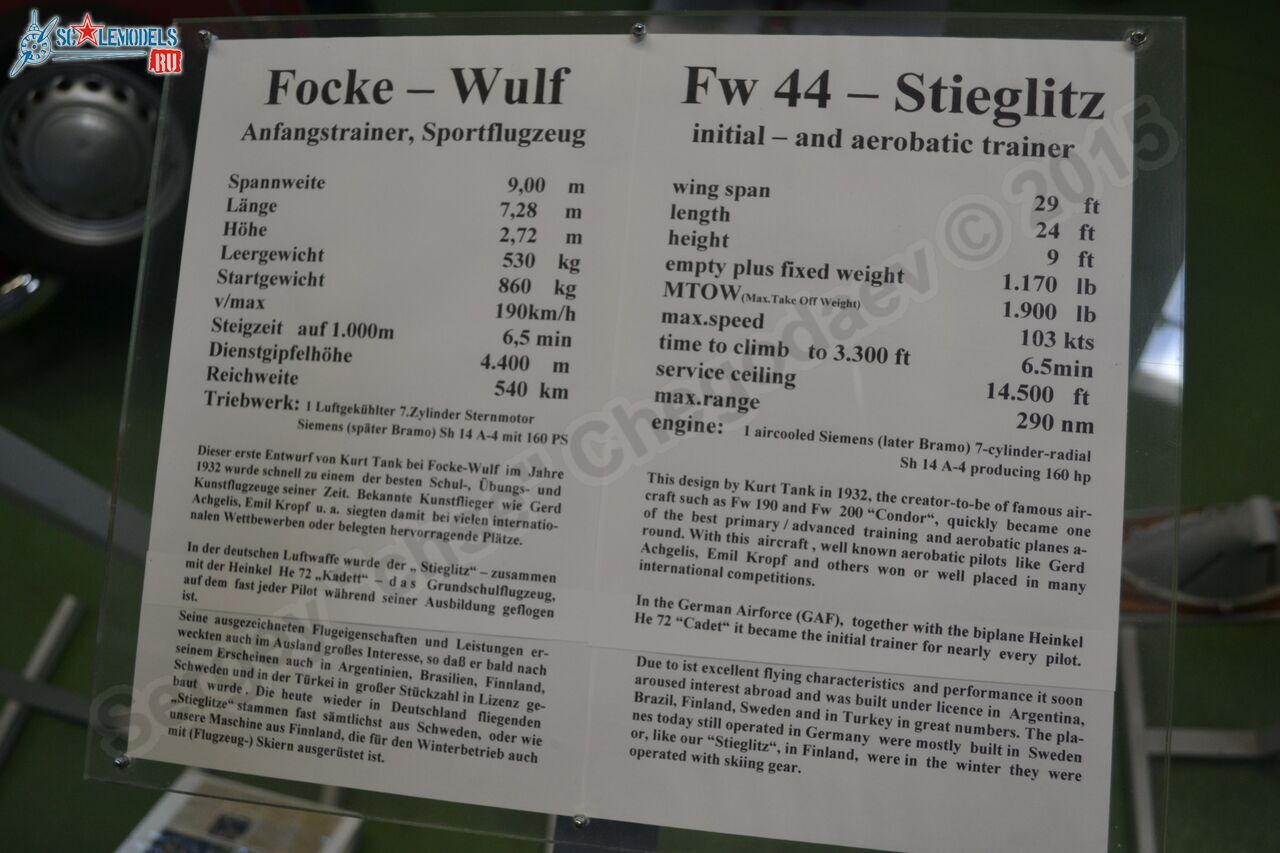 SCALEMODELS
RU
Focke – Wulf
Anfangstrainer, Sportflugzeug
Spannweite 9,00 m
Länge 7,28 m
Höhe 2,72 m
Leergewicht 530 kg
Startgewicht 860 kg
v/max 190km/h
Steigzeit auf 1.000m 6,5 min
Dienstgipfelhöhe 4.400 m
Reichweite 540 km
Triebwerk: 1 Luftgekühlter 7.Zylinder Sternmotor
Siemens (später Bramo) Sh 14 A-4 mit 160 PS
Dieser erste Entwurf von Kurt Tank bei Focke-Wulf im Jahre
1932 wurde schnell zu einem der besten Schul-, Übungs- und
Kunstflugzeuge seiner Zeit. Bekannte Kunstflieger wie Gerd
Achgelis, Emil Kropf u. a. siegten damit bei vielen internatio-
nalen Wettbewerben oder belegten hervorragende Plätze.
In der deutschen Luftwaffe wurde der „ Stieglitz" – zusammen
mit der Heinkel He 72 „Kadett" - das Grundschulflugzeug,
auf dem fast jeder Pilot während seiner Ausbildung geflogen
ist.
Seine ausgezeichneten Flugeigenschaften und Leistungen er-
weckten auch im Ausland großes Interesse, so daß er bald nach
seinem Erscheinen auch in Argentinien, Brasilien, Finnland,
Schweden und in der Türkei in großer Stückzahl in Lizenz ge-
baut wurde. Die heute wieder in Deutschland fliegenden
„Stieglitze" stammen fast sämtlichst aus Schweden, oder wie
unsere Maschine aus Finnland, die für den Winterbetrieb auch
mit (Flugzeug-) Skiern ausgerüstet ist.
Fw 44 – Stieglitz
initial – and aerobatic trainer
wing span 29 ft
length 24 ft
height 9 ft
empty plus fixed weight 1.170 lb
MTOW(Max.Take Off Weight) 1.900 lb
max.speed 103 kts
time to climb to 3.300 ft 6.5min
service ceiling 14.500 ft
max.range 290 nm
engine: 1 aircooled Siemens (later Bramo) 7-cylinder-radial
Sh 14 A-4 producing 160 hp
This design by Kurt Tank in 1932, the creator-to-be of famous air-
craft such as Fw 190 and Fw 200 "Condor", quickly became one
of the best primary / advanced training and aerobatic planes a-
round. With this aircraft , well known aerobatic pilots like Gerd
Achgelis, Emil Kropf and others won or well placed in many
international competitions.
In the German Airforce (GAF), together with the biplane Heinkel
He 72 "Cadet" it became the initial trainer for nearly every pilot.
Due to ist excellent flying characteristics and performance it soon
aroused interest abroad and was built under licence in Argentina,
Brazil, Finland, Sweden and in Turkey in great numbers. The pla-
nes today still operated in Germany were mostly built in Sweden
or, like our "Stieglitz", in Finland, were in the winter they were
operated with skiing gear.
Chegodaev © 2015